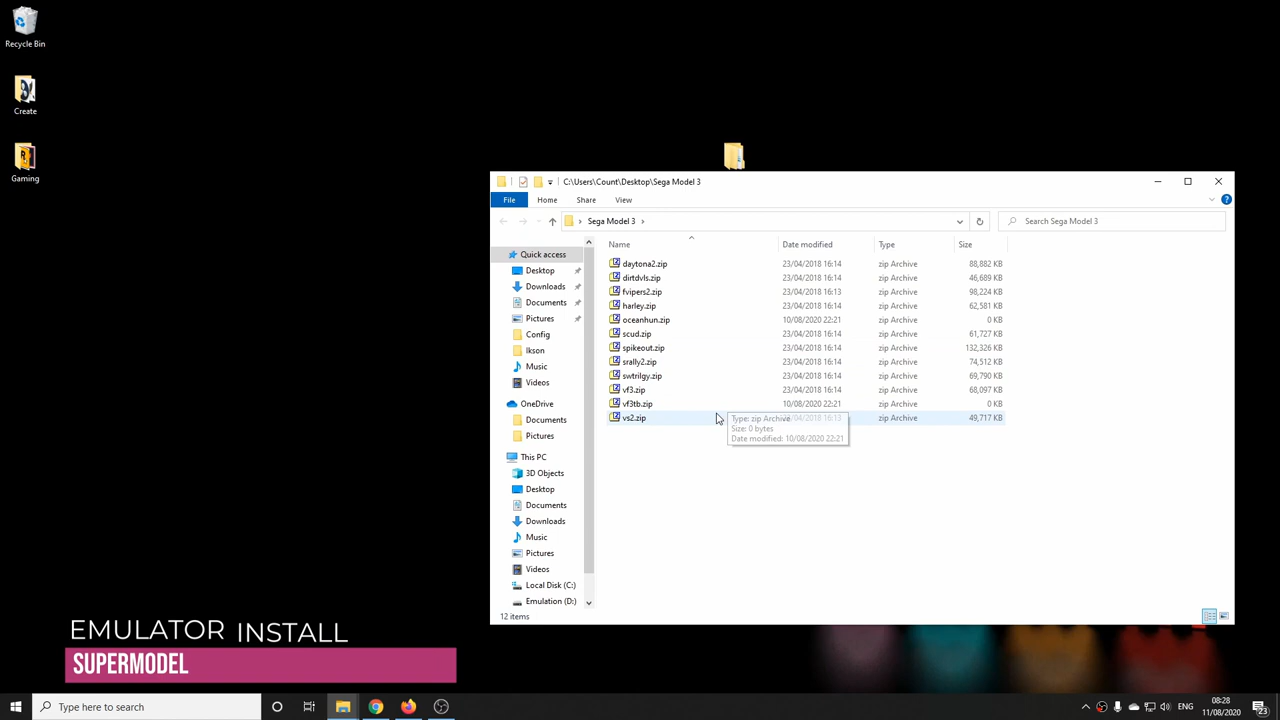 Recycle Bin
Create
Gaming
C:\Users\Count\Desktop\Sega Model 3
File Home Share View
Sega Model 3
Search Sega Model 3
Name Date modified Type Size
Quick access
Desktop
Downloads
Documents
Pictures
Config
Ikson
Music
Videos
OneDrive
Documents
Pictures
This PC
3D Objects
Desktop
Documents
Downloads
Music
Pictures
Videos
Local Disk (C:)
Emulation (D:)
daytona2.zip 23/04/2018 16:14 zip Archive 88,882 KB
dirtdvls.zip 23/04/2018 16:14 zip Archive 46,689 KB
fvipers2.zip 23/04/2018 16:13 zip Archive 98,224 KB
harley.zip 23/04/2018 16:14 zip Archive 62,581 KB
oceanhun.zip 10/08/2020 22:21 zip Archive 0 KB
scud.zip 23/04/2018 16:14 zip Archive 61,727 KB
spikeout.zip 23/04/2018 16:14 zip Archive 132,326 KB
srally2.zip 23/04/2018 16:14 zip Archive 74,512 KB
swtrilgy.zip 23/04/2018 16:14 zip Archive 69,790 KB
vf3.zip 23/04/2018 16:14 zip Archive 68,097 KB
vf3tb.zip 10/08/2020 22:21 zip Archive 0 KB
vs2.zip 23/04/2018 16:13 zip Archive 49,717 KB
Type: zip Archive
Size: 0 bytes
Date modified: 10/08/2020 22:21
12 items
EMULATOR INSTALL
SUPERMODEL
Type here to search
ENG
08:28
11/08/2020
23